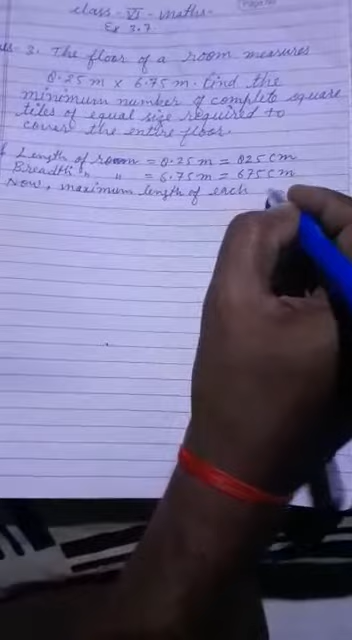 class - VI - maths -
Ex 3.7
3. The floor of a room measures
8.25 m x 6.75 m. Find the
minimum number of complete square
tiles of equal size required to
cover the entire floor.
Length of room = 8.25 m = 825 cm
Breadth " " = 6.75 m = 675 cm
Now, maximum length of each